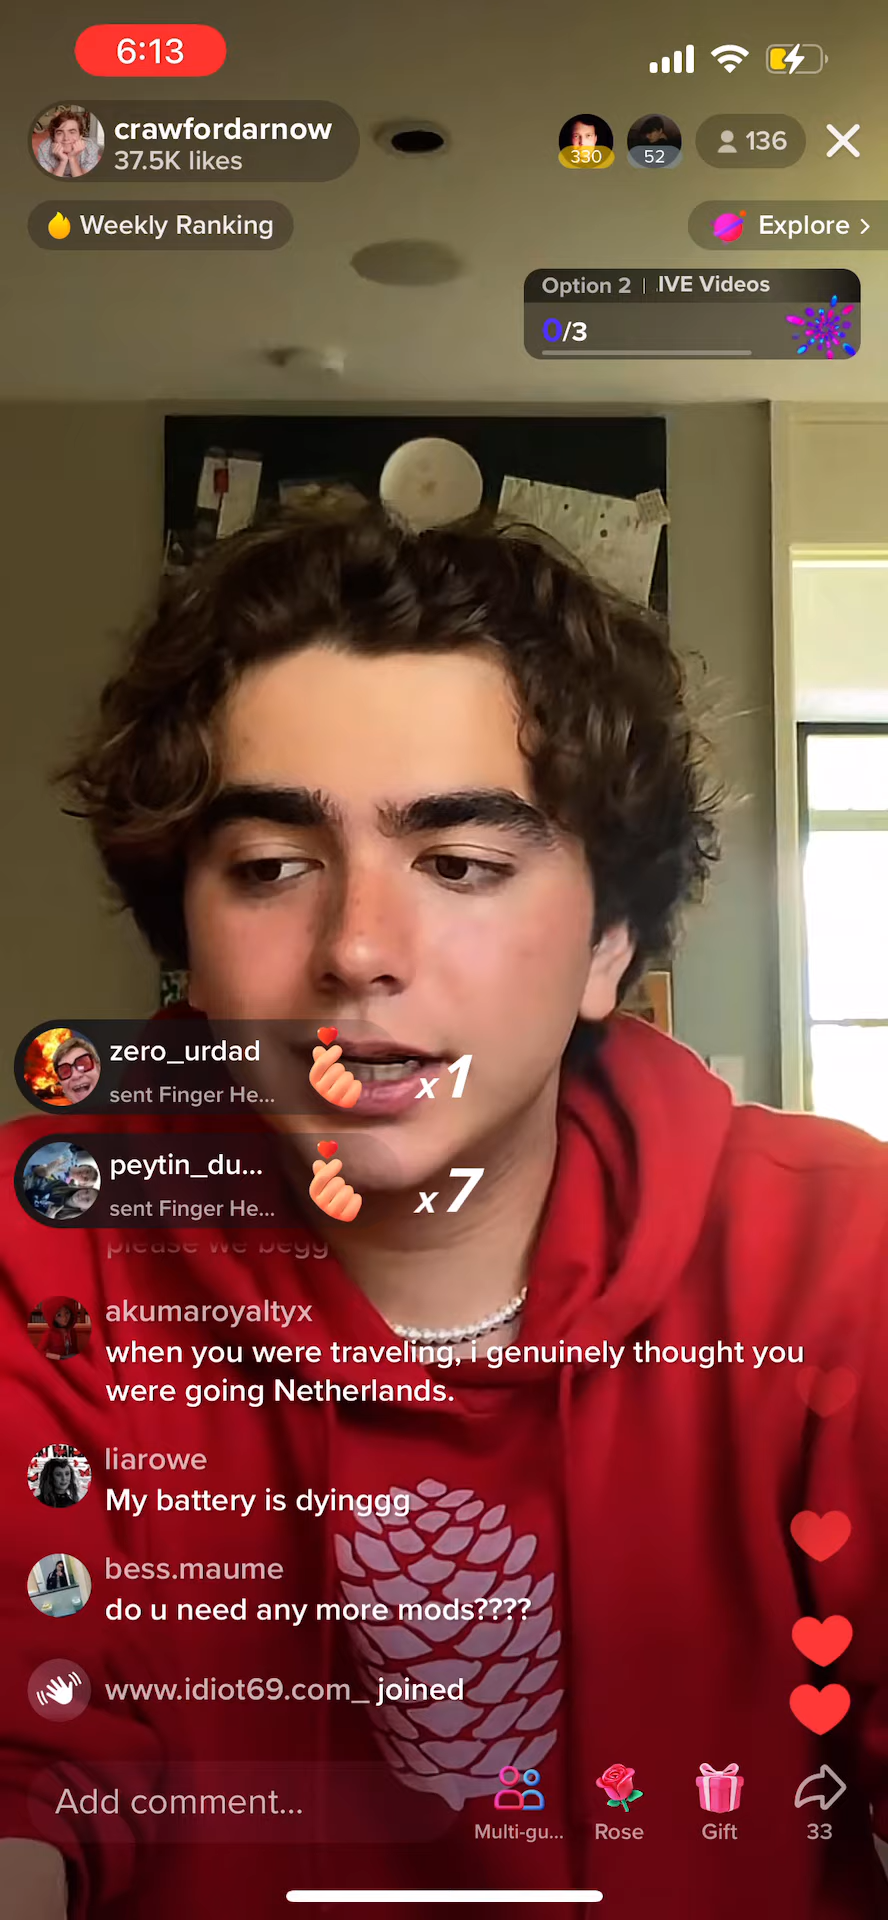 6:13
crawfordarnow
37.5K likes
330
52
136
Weekly Ranking
Explore >
Option 2 | IVE Videos
0/3
zero_urdad
sent Finger He...
x1
peytin_du...
sent Finger He...
x7
please we begg
akumaroyaltyx
when you were traveling, i genuinely thought you
were going Netherlands.
liarowe
My battery is dyinggg
bess.maume
do u need any more mods????
www.idiot69.com_ joined
Add comment...
Multi-gu...
Rose
Gift
33